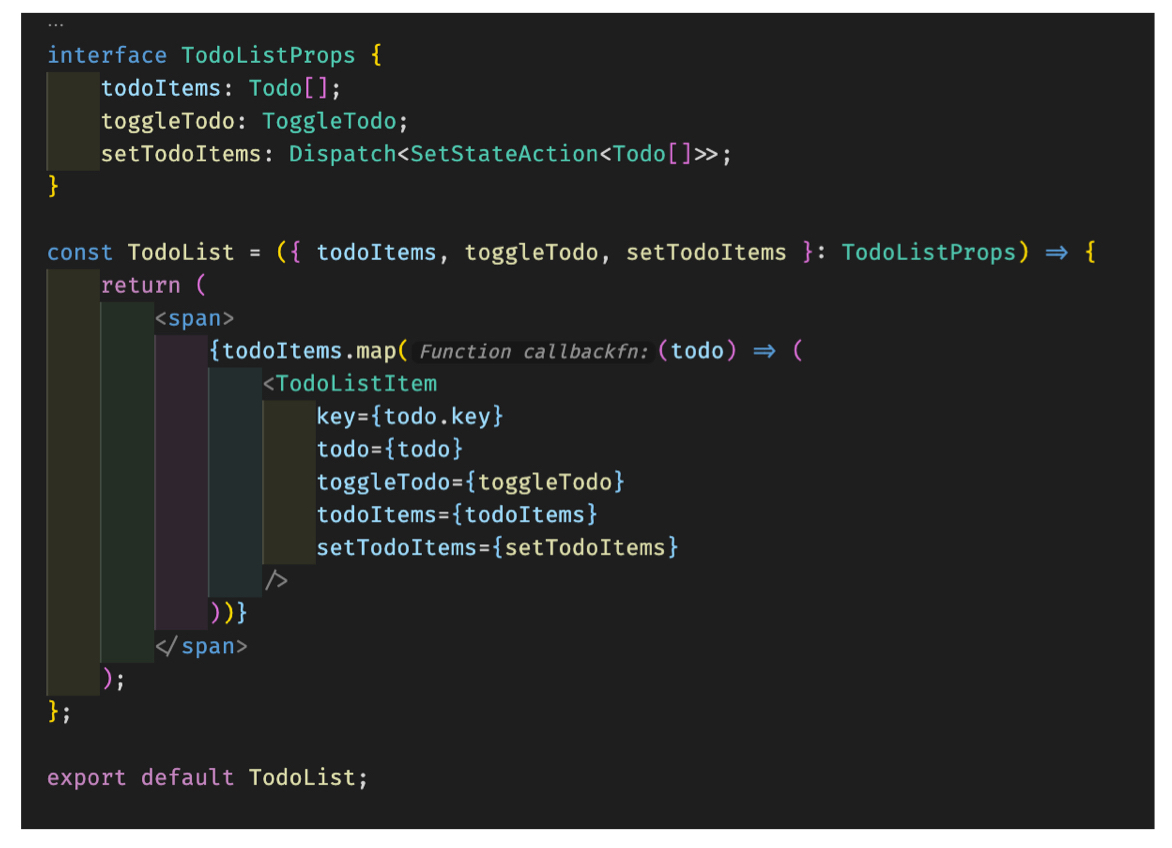 ...
interface TodoListProps {
    todoItems: Todo[];
    toggleTodo: ToggleTodo;
    setTodoItems: Dispatch<SetStateAction<Todo[]>>;
}

const TodoList = ({ todoItems, toggleTodo, setTodoItems }: TodoListProps) => {
    return (
        <span>
            {todoItems.map( Function callbackfn: (todo) => (
                <TodoListItem
                    key={todo.key}
                    todo={todo}
                    toggleTodo={toggleTodo}
                    todoItems={todoItems}
                    setTodoItems={setTodoItems}
                />
            ))}
        </span>
    );
};

export default TodoList;